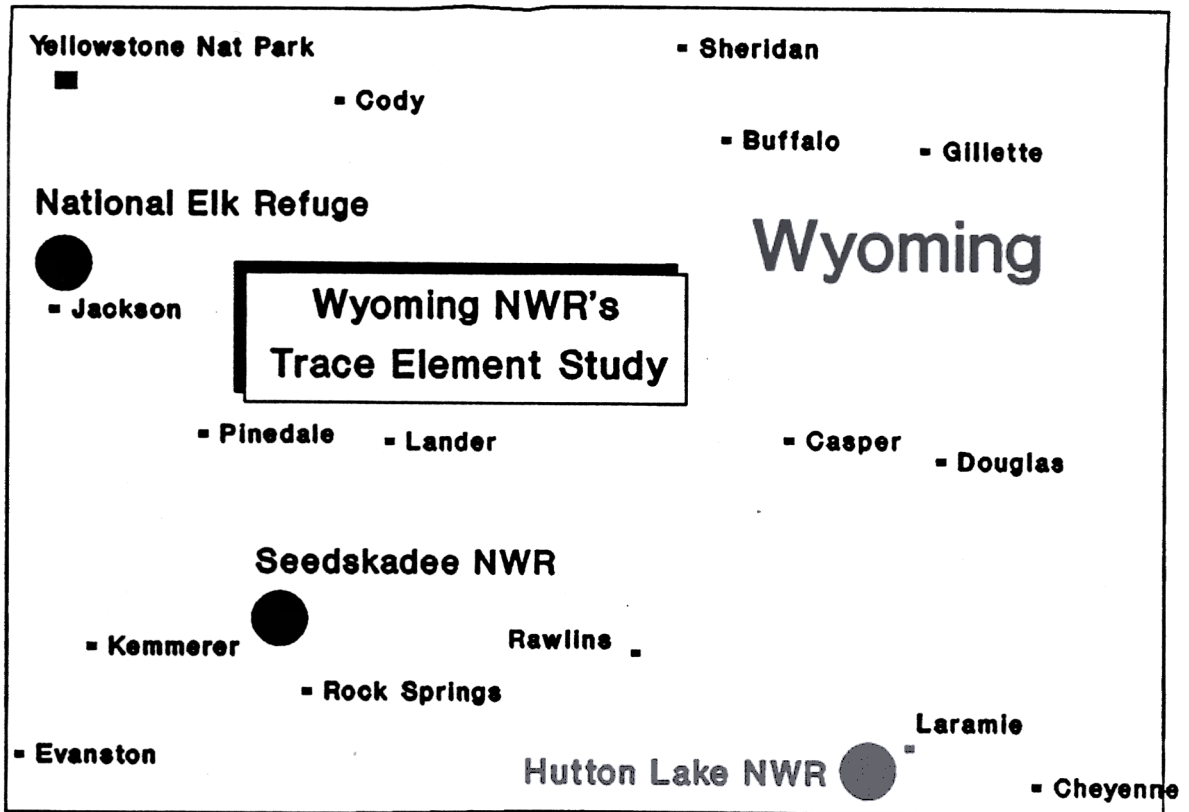 Yellowstone Nat Park
Sheridan
Cody
Buffalo
Gillette
National Elk Refuge
Wyoming
Jackson
Wyoming NWR's
Trace Element Study
Pinedale
Lander
Casper
Douglas
Seedskadee NWR
Kemmerer
Rawlins
Rock Springs
Laramie
Evanston
Hutton Lake NWR
Cheyenne